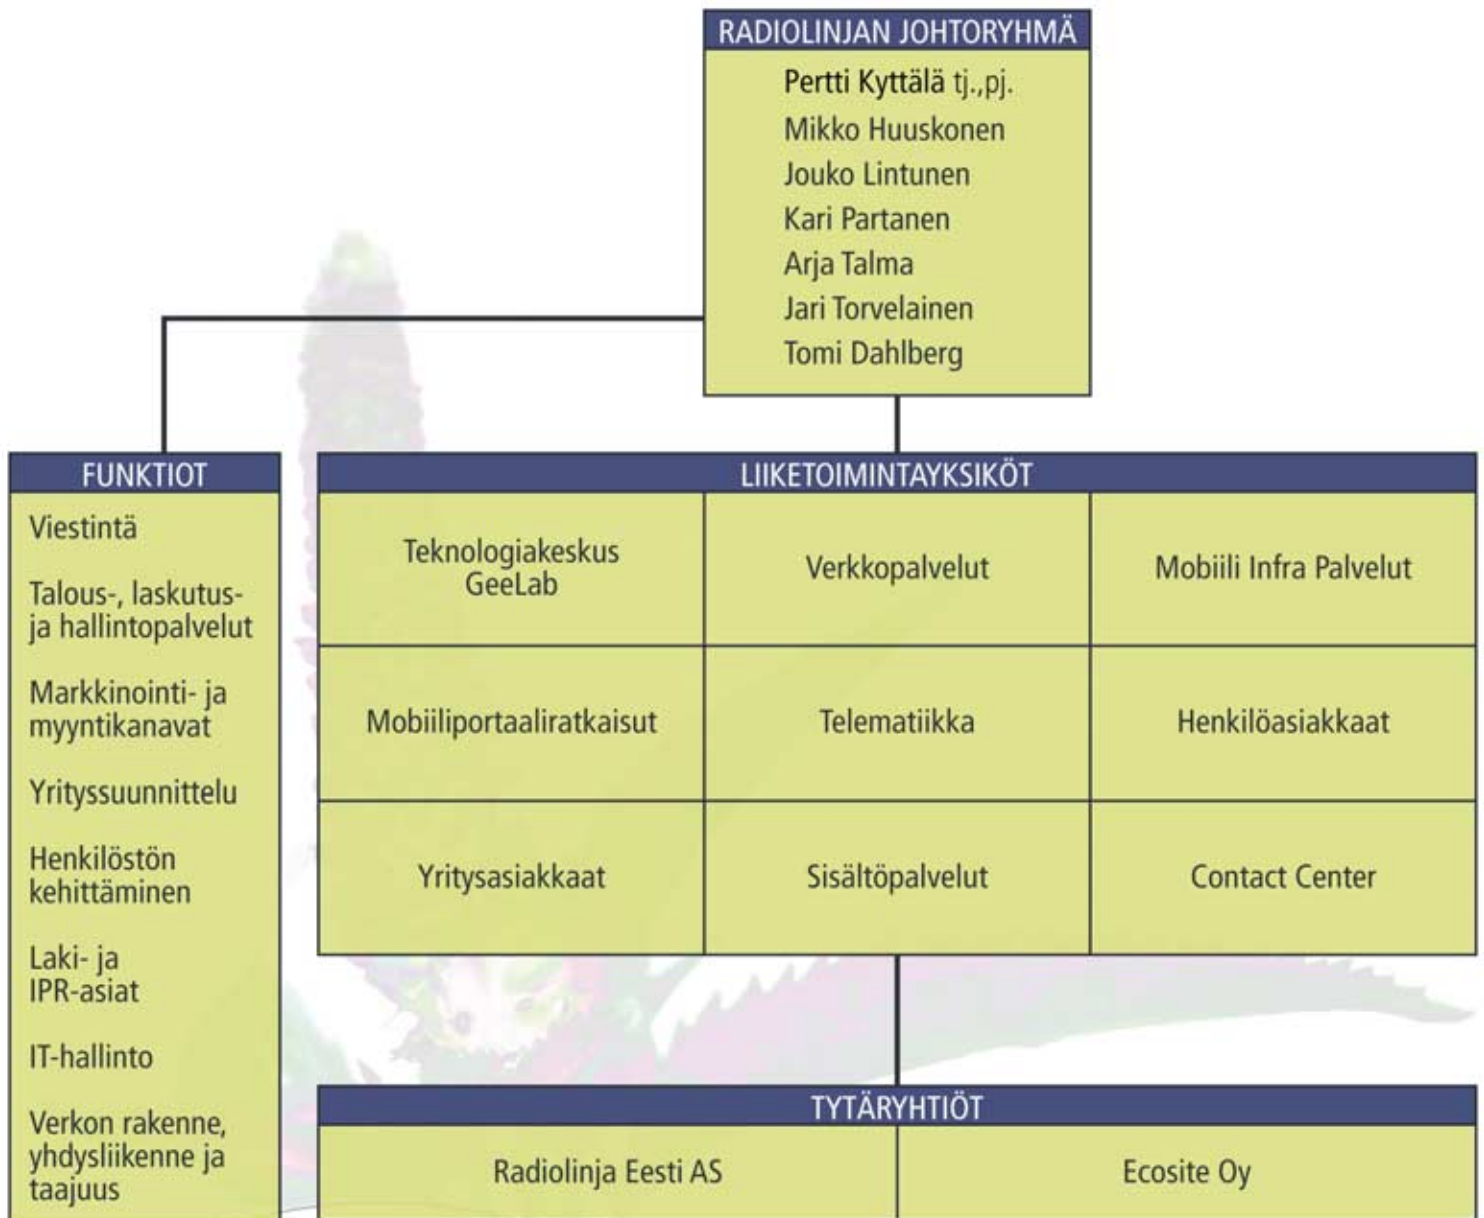 RADIOLINJAN JOHTORYHMÄ
Pertti Kyttälä tj.,pj.
Mikko Huuskonen
Jouko Lintunen
Kari Partanen
Arja Talma
Jari Torvelainen
Tomi Dahlberg
FUNKTIOT
Viestintä
Talous-, laskutus-
ja hallintopalvelut
Markkinointi- ja
myyntikanavat
Yrityssuunnittelu
Henkilöstön
kehittäminen
Laki- ja
IPR-asiat
IT-hallinto
Verkon rakenne,
yhdysliikenne ja
taajuus
LIIKETOIMINTAYKSIKÖT
Teknologiakeskus
GeeLab
Verkkopalvelut
Mobiili Infra Palvelut
Mobiiliportaaliratkaisut
Telematiikka
Henkilöasiakkaat
Yritysasiakkaat
Sisältöpalvelut
Contact Center
TYTÄRYHTIÖT
Radiolinja Eesti AS
Ecosite Oy